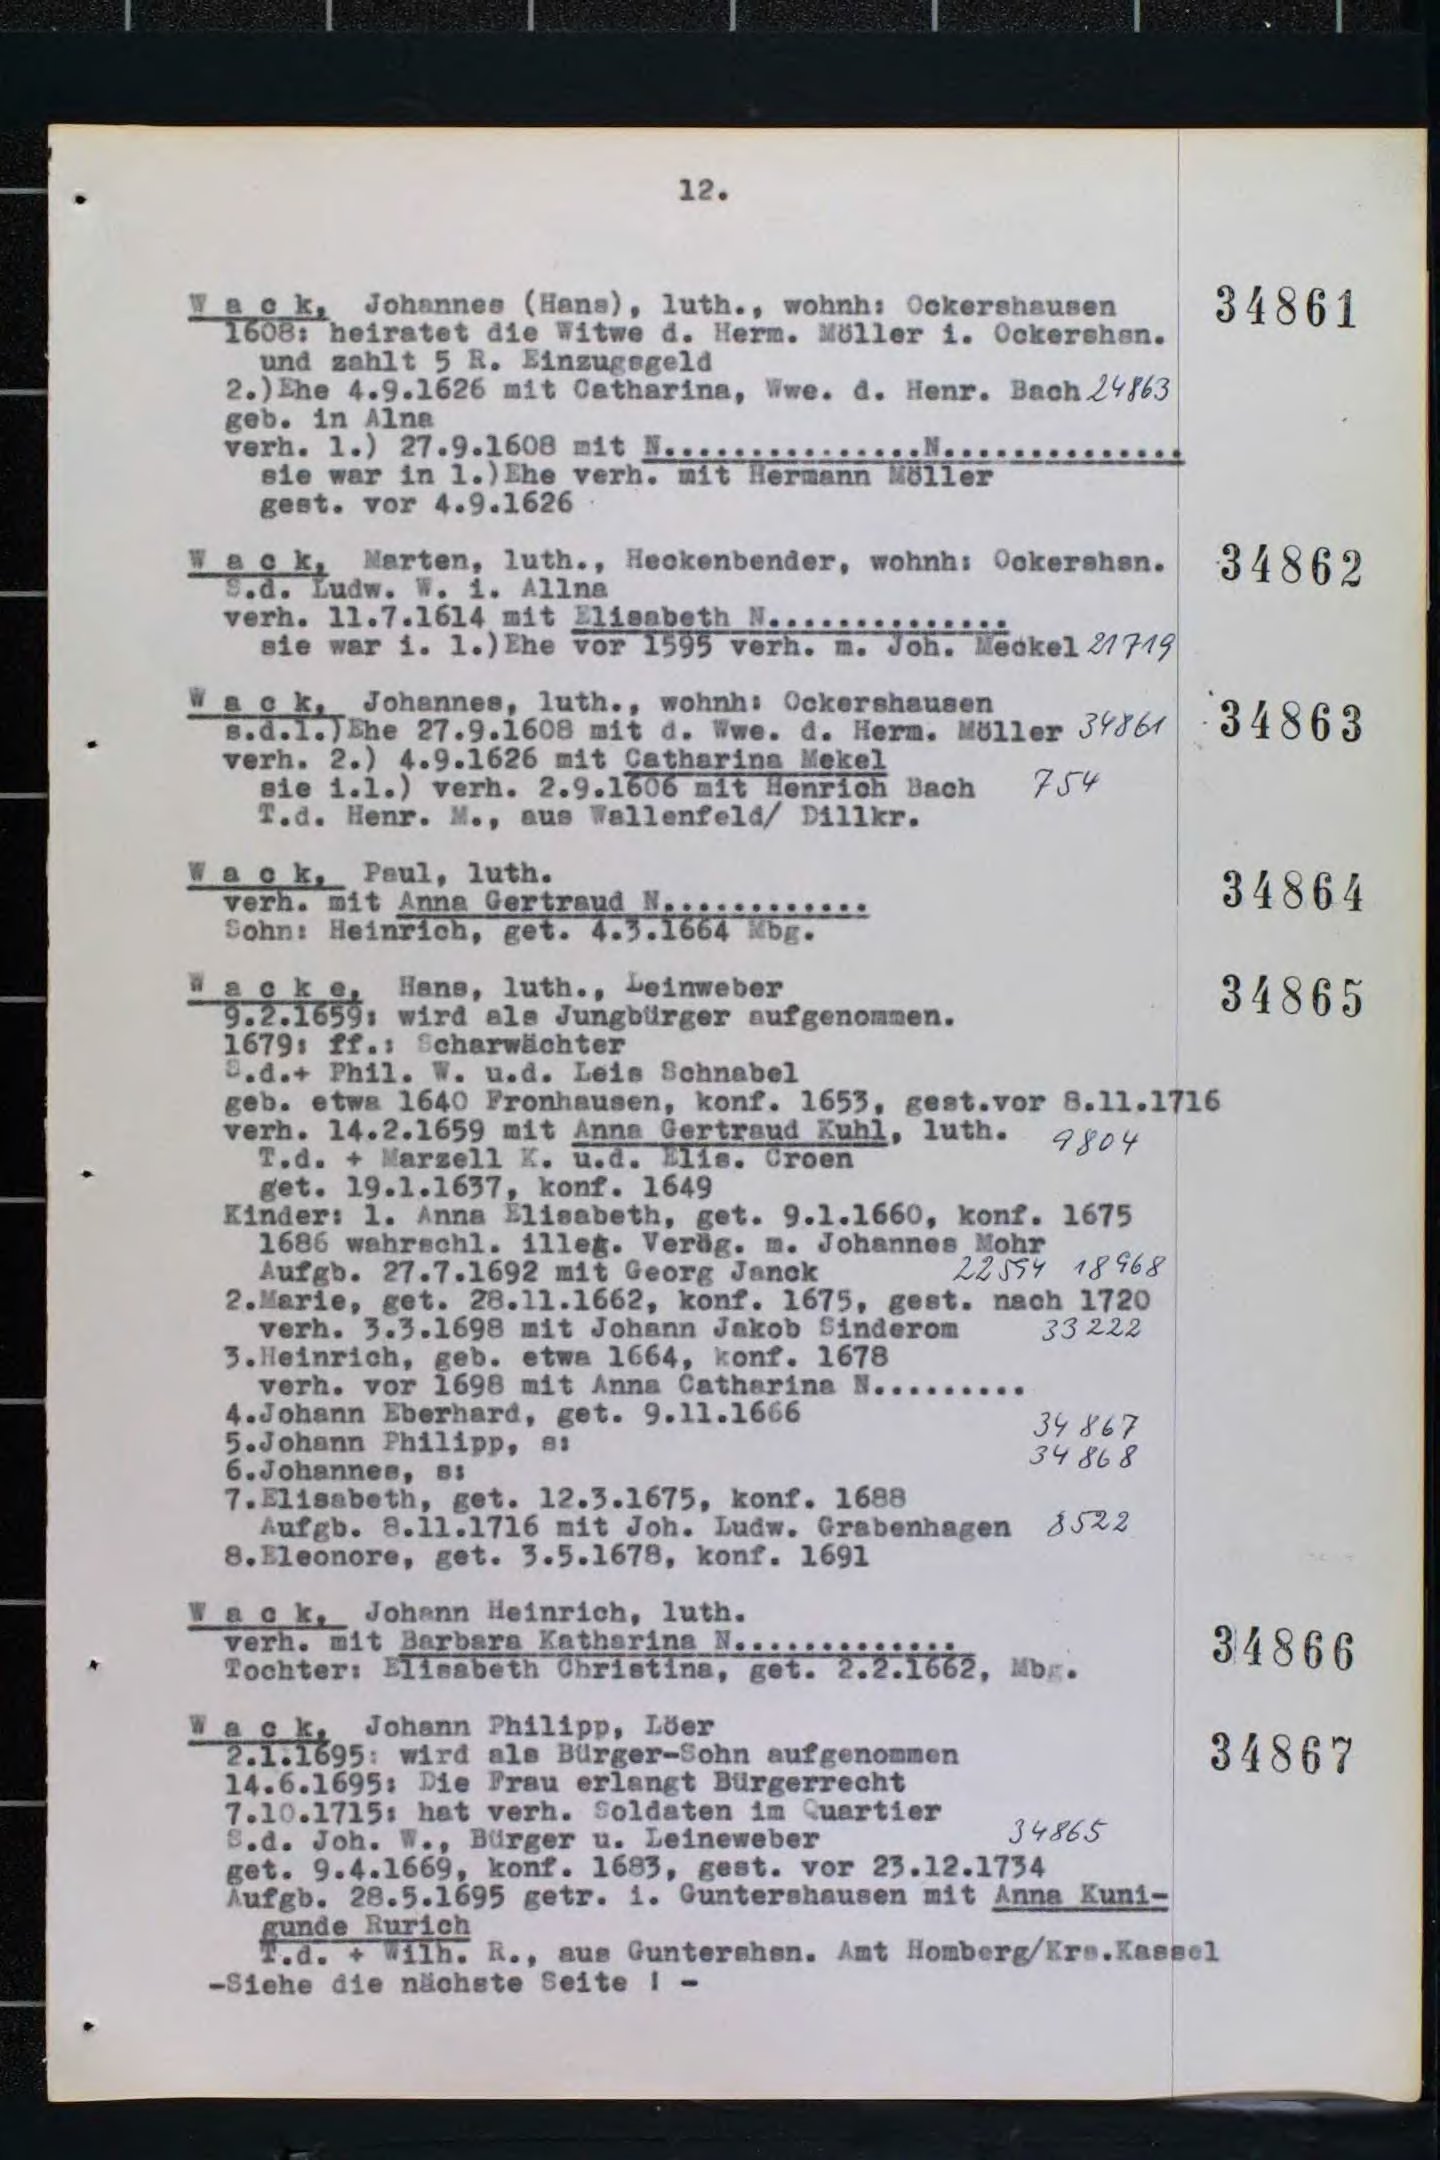 12.
W a c k, Johannes (Hans), luth., wohnh: Ockershausen 34861
1608: heiratet die Witwe d. Herm. Möller i. Ockershsn.
und zahlt 5 R. Einzugsgeld
2.)Ehe 4.9.1626 mit Catharina, Wwe. d. Henr. Bach 24863
geb. in Alna
verh. 1.) 27.9.1608 mit N...............N..............
sie war in 1.)Ehe verh. mit Hermann Möller
gest. vor 4.9.1626
W a c k, Marten, luth., Heckenbender, wohnh: Ockershsn. 34862
S.d. Ludw. W. i. Allna
verh. 11.7.1614 mit Elisabeth N..............
sie war i. 1.)Ehe vor 1595 verh. m. Joh. Meckel 21719
W a c k, Johannes, luth., wohnh: Ockershausen 34863
s.d.1.)Ehe 27.9.1608 mit d. Wwe. d. Herm. Möller 34861
verh. 2.) 4.9.1626 mit Catharina Mekel
sie i.1.) verh. 2.9.1606 mit Henrich Bach 754
T.d. Henr. M., aus Wallenfeld/ Dillkr.
W a c k, Paul, luth. 34864
verh. mit Anna Gertraud N............
Sohn: Heinrich, get. 4.3.1664 Mbg.
W a c k e, Hans, luth., Leinweber 34865
9.2.1659: wird als Jungbürger aufgenommen.
1679: ff.: Scharwächter
S.d.+ Phil. W. u.d. Leis Schnabel
geb. etwa 1640 Fronhausen, konf. 1653, gest.vor 8.11.1716
verh. 14.2.1659 mit Anna Gertraud Kuhl, luth. 9804
T.d. + Marzell K. u.d. Elis. Croen
get. 19.1.1637, konf. 1649
Kinder: 1. Anna Elisabeth, get. 9.1.1660, konf. 1675
1686 wahrschl. illeg. Verög. m. Johannes Mohr
Aufgb. 27.7.1692 mit Georg Janck 22594 18968
2.Marie, get. 28.11.1662, konf. 1675, gest. nach 1720
verh. 3.3.1698 mit Johann Jakob Sinderom 33222
3.Heinrich, geb. etwa 1664, konf. 1678
verh. vor 1698 mit Anna Catharina N.........
4.Johann Eberhard, get. 9.11.1666
5.Johann Philipp, s: 34867
6.Johannes, s: 34868
7.Elisabeth, get. 12.3.1675, konf. 1688
Aufgb. 8.11.1716 mit Joh. Ludw. Grabenhagen 8522
8.Eleonore, get. 3.5.1678, konf. 1691
W a c k, Johann Heinrich, luth.
verh. mit Barbara Katharina N............. 34866
Tochter: Elisabeth Christina, get. 2.2.1662, Mbg.
W a c k, Johann Philipp, Löer
2.1.1695: wird als Bürger-Sohn aufgenommen 34867
14.6.1695: Die Frau erlangt Bürgerrecht
7.10.1715: hat verh. Soldaten im Quartier
S.d. Joh. W., Bürger u. Leineweber 34865
get. 9.4.1669, konf. 1683, gest. vor 23.12.1734
Aufgb. 28.5.1695 getr. i. Guntershausen mit Anna Kuni-
gunde Rurich
T.d. + Wilh. R., aus Guntershsn. Amt Homberg/Krs.Kassel
-Siehe die nächste Seite ! -